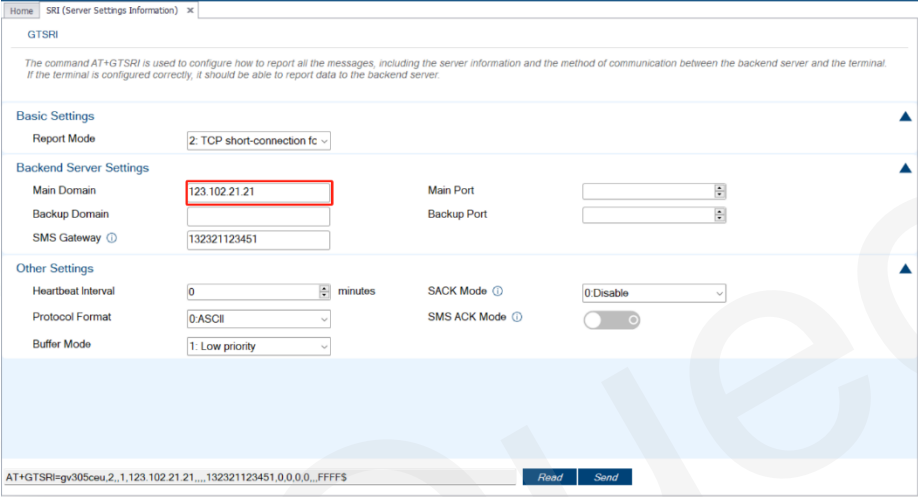 Home SRI (Server Settings Information) ×
GTSRI
The command AT+GTSRI is used to configure how to report all the messages, including the server information and the method of communication between the backend server and the terminal.
If the terminal is configured correctly, it should be able to report data to the backend server.
Basic Settings
Report Mode 2: TCP short-connection fc
Backend Server Settings
Main Domain 123.102.21.21 Main Port
Backup Domain Backup Port
SMS Gateway 132321123451
Other Settings
Heartbeat Interval 0 minutes SACK Mode 0:Disable
Protocol Format 0:ASCII SMS ACK Mode
Buffer Mode 1: Low priority
AT+GTSRI=gv305ceu,2,,1,123.102.21.21,,,,132321123451,0,0,0,0,,,FFFF$ Read Send